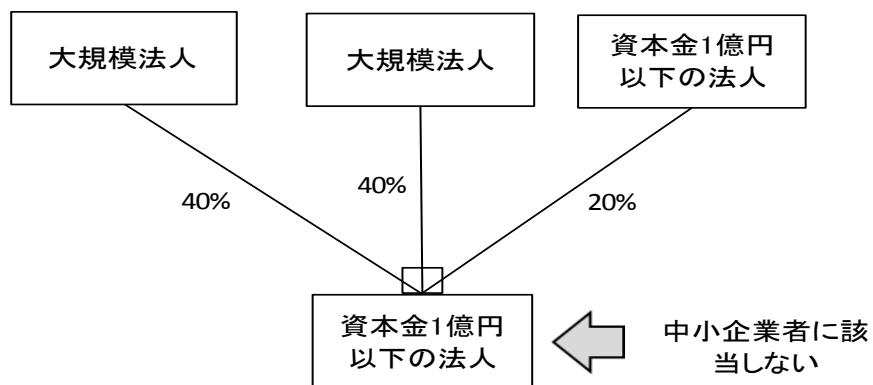 大規模法人
大規模法人
資本金1億円
以下の法人
40%
40%
20%
資本金1億円
以下の法人
中小企業者に該
当しない